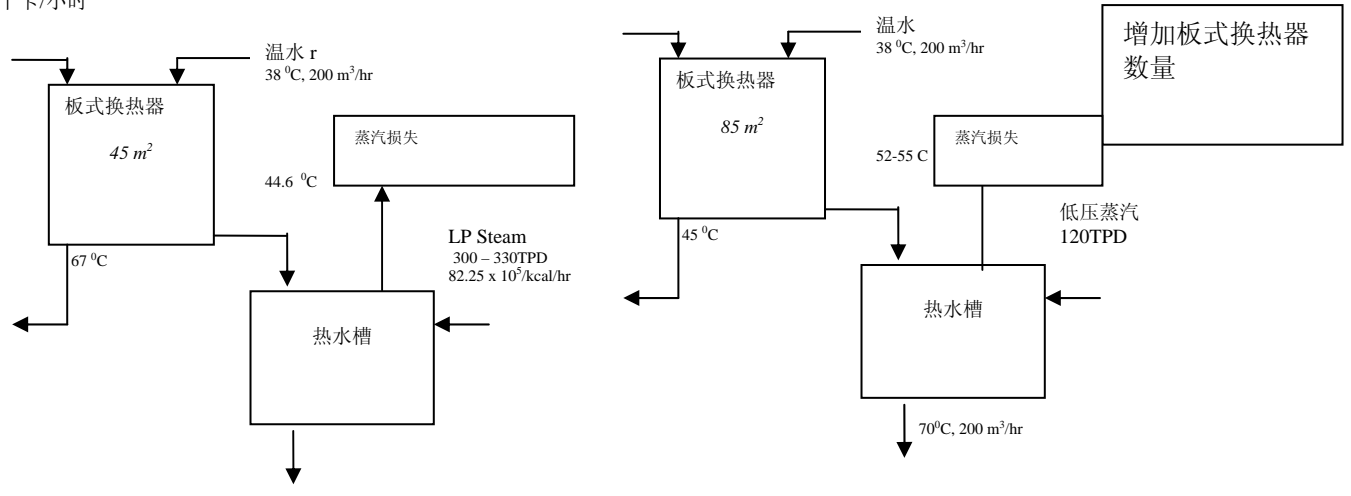 千卡/小时
温水 r
38 ⁰C, 200 m³/hr
板式换热器
45 m²
蒸汽损失
44.6 ⁰C
LP Steam
300 – 330TPD
82.25 x 10⁵/kcal/hr
67 ⁰C
热水槽
温水
38 ⁰C, 200 m³/hr
增加板式换热器
数量
板式换热器
85 m²
蒸汽损失
52-55 C
低压蒸汽
120TPD
45 ⁰C
热水槽
70⁰C, 200 m³/hr